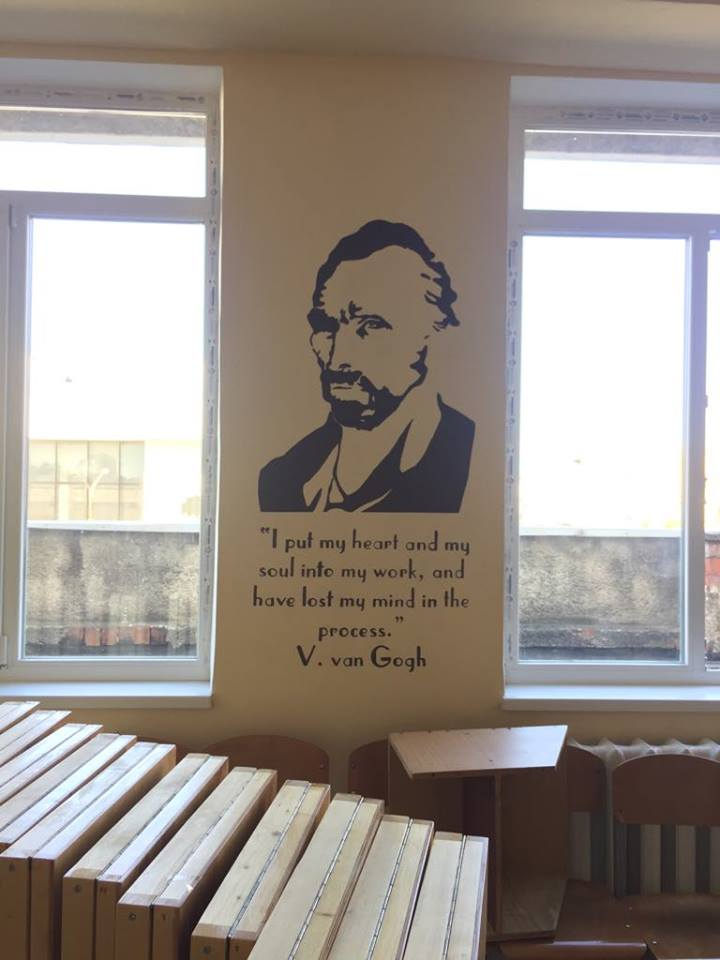 "I put my heart and my
soul into my work, and
have lost my mind in the
process."
V. van Gogh